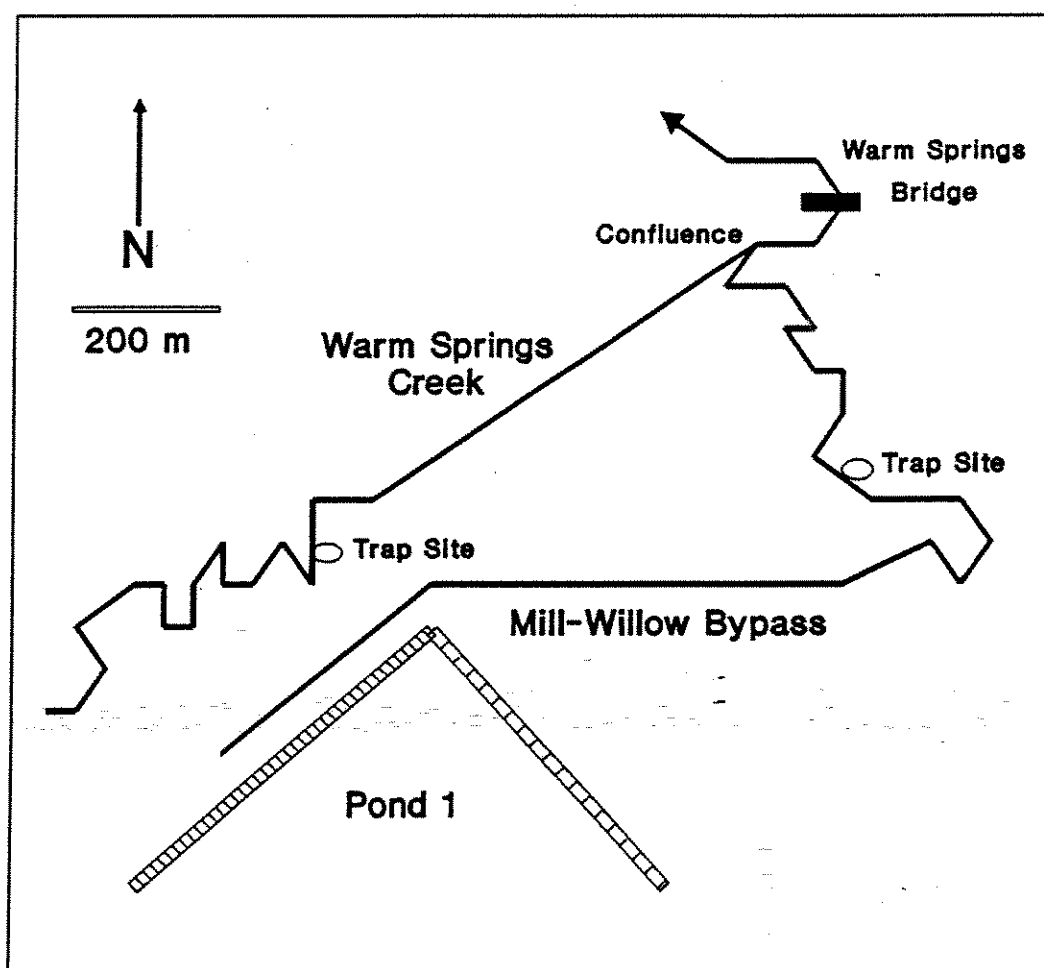 N
200 m
Warm Springs
Bridge
Confluence
Warm Springs
Creek
Trap Site
Trap Site
Mill-Willow Bypass
Pond 1